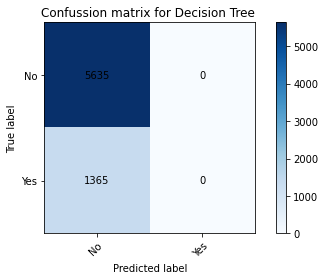 Confussion matrix for Decision Tree
No
5635
0
Yes
1365
0
True label
No
Yes
Predicted label
5000
4000
3000
2000
1000
0